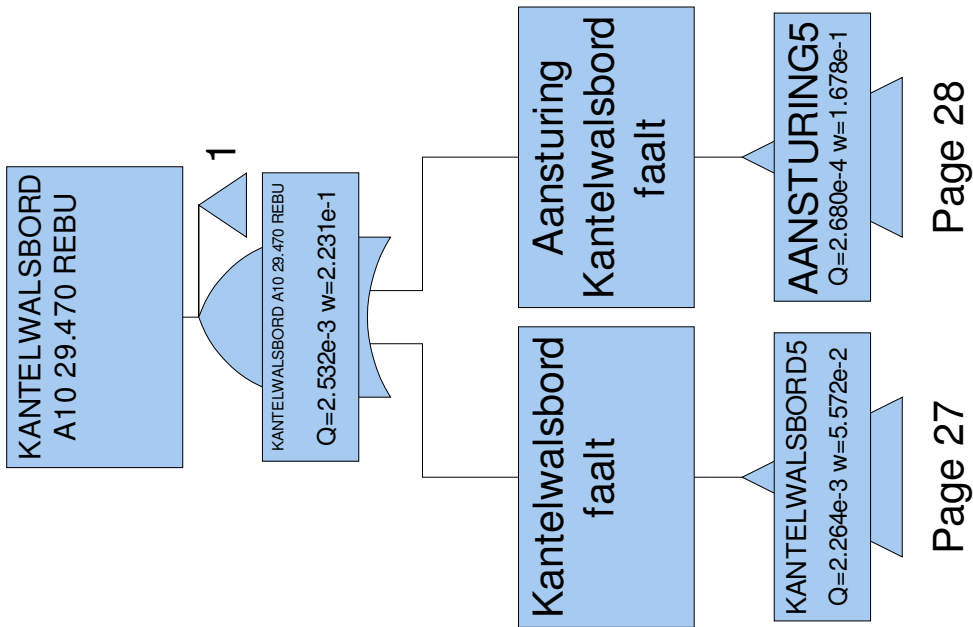 KANTELWALSBORD
A10 29.470 REBU
1
KANTELWALSBORD A10 29.470 REBU
Q=2.532e-3 w=2.231e-1
Kantelwalsbord
faalt
Aansturing
Kantelwalsbord
faalt
KANTELWALSBORD5
Q=2.264e-3 w=5.572e-2
AANSTURING5
Q=2.680e-4 w=1.678e-1
Page 27
Page 28